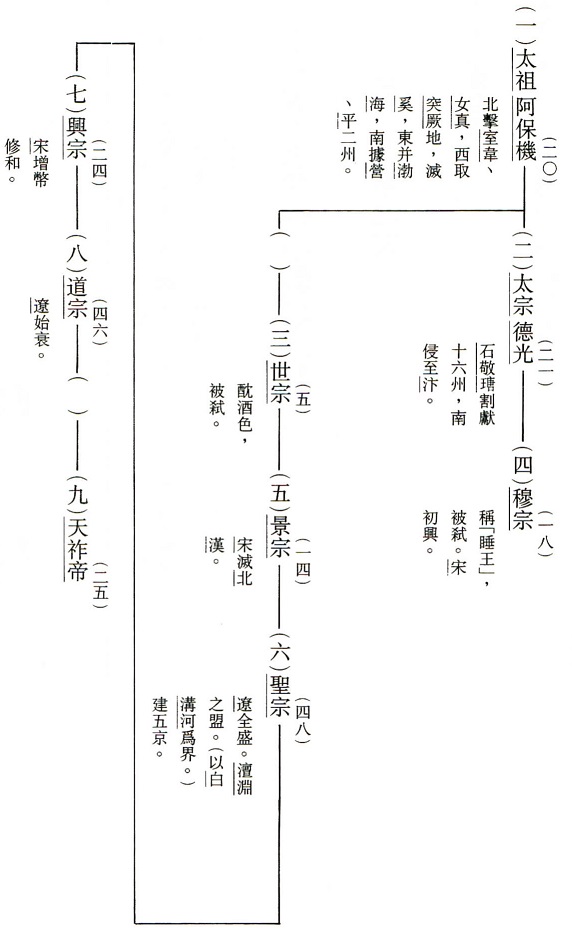 (一)太祖 阿保機
(二〇)
北擊室韋、
女真，西取
突厥地，滅
奚，東并渤
海，南據營
、平二州。
(二)太宗 德光
(二一)
石敬瑭割獻
十六州，南
侵至汴。
(四)穆宗
(一八)
稱「睡王」，
被弒。宋
初興。
( )
(三)世宗
(五)
酖酒色，
被弒。
(五)景宗
(一四)
宋滅北
漢。
(六)聖宗
(四八)
遼全盛。澶淵
之盟。(以白
溝河爲界。)
建五京。
(七)興宗
(二四)
宋增幣
修和。
(八)道宗
(四六)
遼始衰。
( )
(九)天祚帝
(二五)